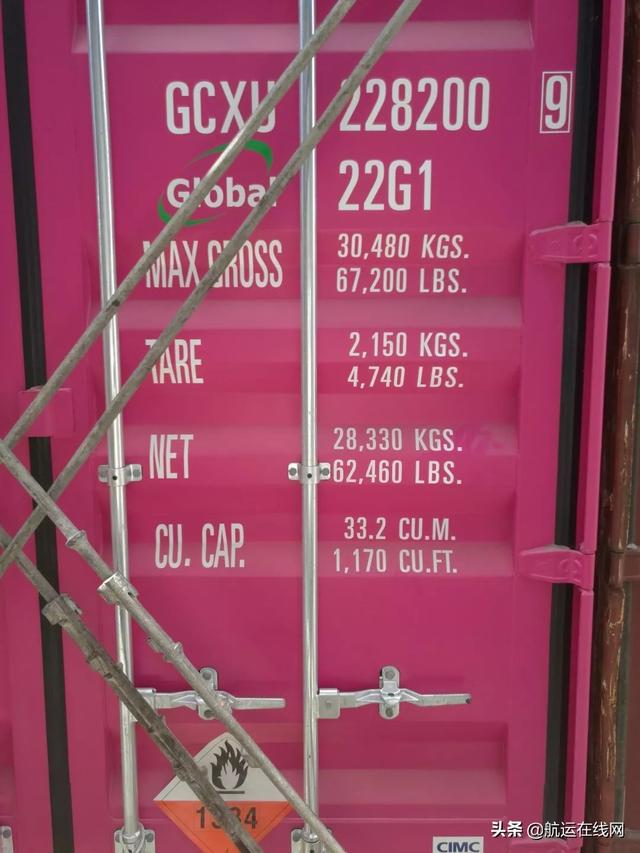 GCXU 228200 9
Global 22G1
MAX GROSS 30,480 KGS.
67,200 LBS.
TARE 2,150 KGS.
4,740 LBS.
NET 28,330 KGS.
62,460 LBS.
CU. CAP. 33.2 CU.M.
1,170 CU.FT.
CIMC
头条 @航运在线网